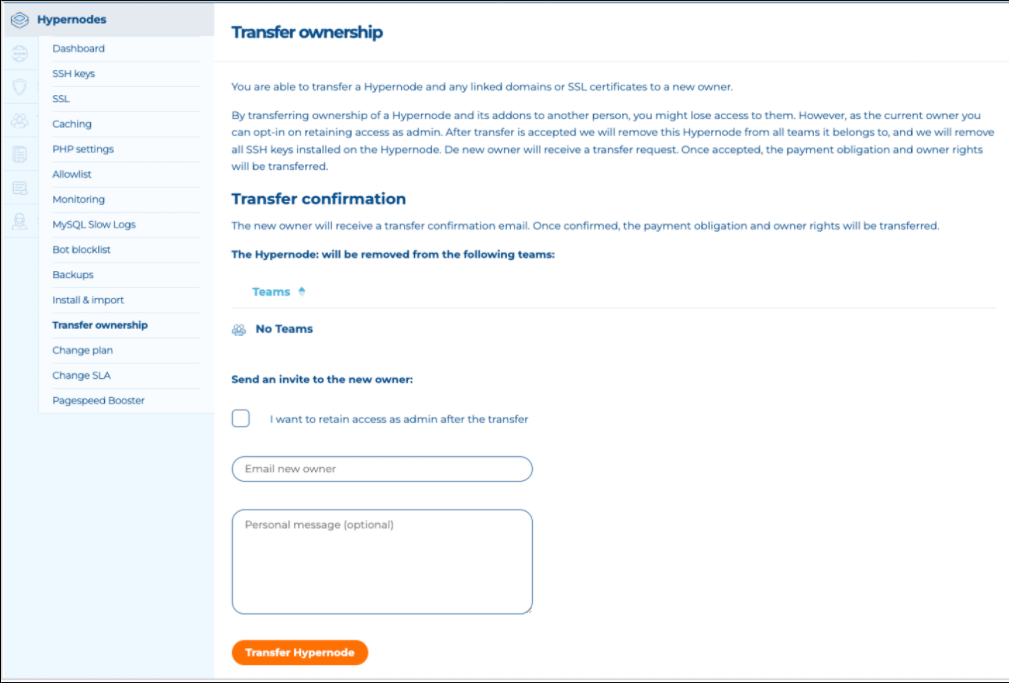 Hypernodes
Dashboard
SSH keys
SSL
Caching
PHP settings
Allowlist
Monitoring
MySQL Slow Logs
Bot blocklist
Backups
Install & import
Transfer ownership
Change plan
Change SLA
Pagespeed Booster
Transfer ownership
You are able to transfer a Hypernode and any linked domains or SSL certificates to a new owner.
By transferring ownership of a Hypernode and its addons to another person, you might lose access to them. However, as the current owner you
can opt-in on retaining access as admin. After transfer is accepted we will remove this Hypernode from all teams it belongs to, and we will remove
all SSH keys installed on the Hypernode. De new owner will receive a transfer request. Once accepted, the payment obligation and owner rights
will be transferred.
Transfer confirmation
The new owner will receive a transfer confirmation email. Once confirmed, the payment obligation and owner rights will be transferred.
The Hypernode: will be removed from the following teams:
Teams
No Teams
Send an invite to the new owner:
I want to retain access as admin after the transfer
Email new owner
Personal message (optional)
Transfer Hypernode